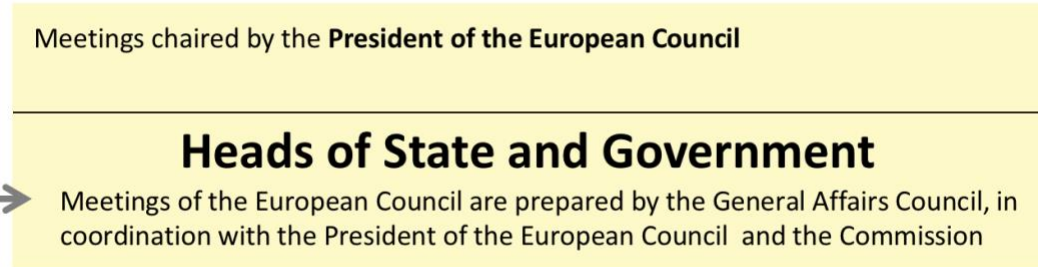 Meetings chaired by the President of the European Council
Heads of State and Government
Meetings of the European Council are prepared by the General Affairs Council, in
coordination with the President of the European Council  and the Commission